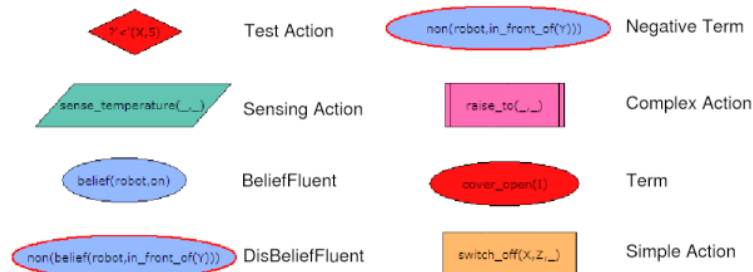 ?'<'(X,5)
Test Action
non(robot,in_front_of(Y)))
Negative Term
sense_temperature(_,_)
Sensing Action
raise_to(_,_)
Complex Action
belief(robot,on)
BeliefFluent
cover_open(I)
Term
non(belief(robot,in_front_of(Y)))
DisBeliefFluent
switch_off(X,Z,_)
Simple Action